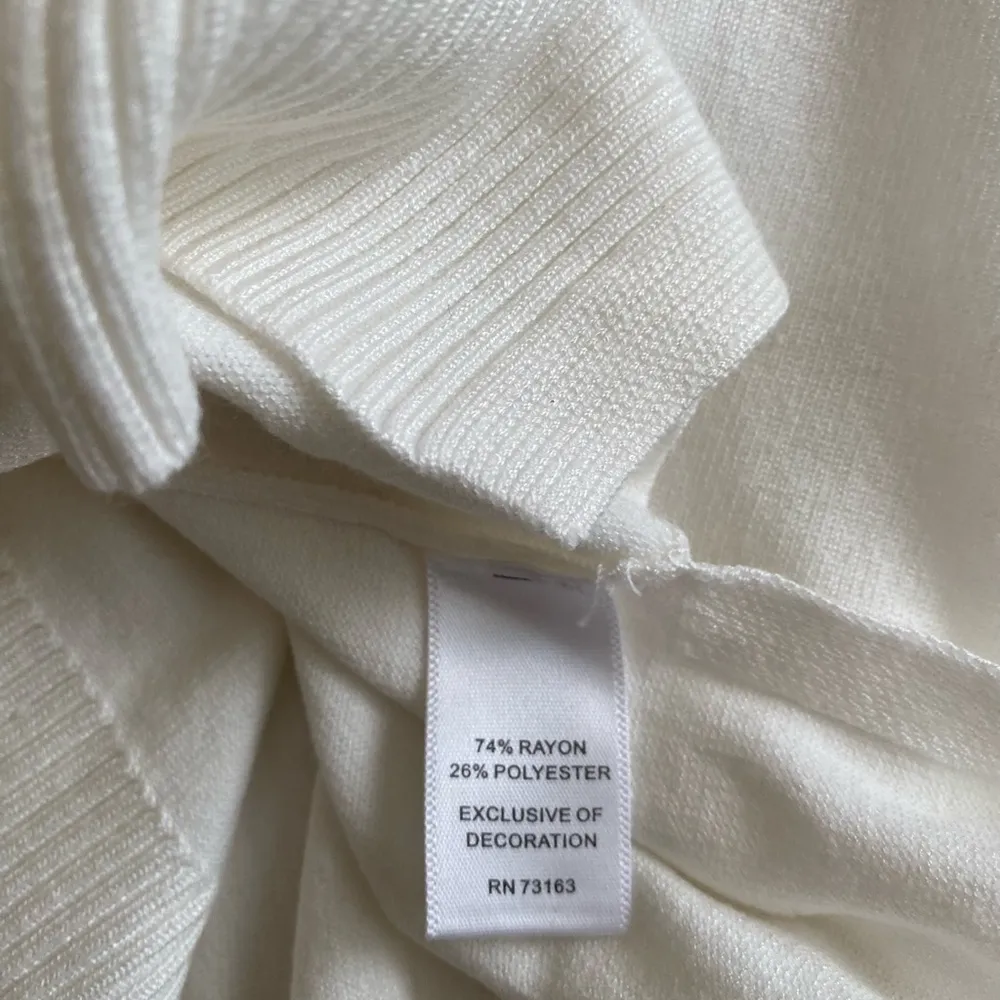 74% RAYON
26% POLYESTER
EXCLUSIVE OF
DECORATION
RN 73163